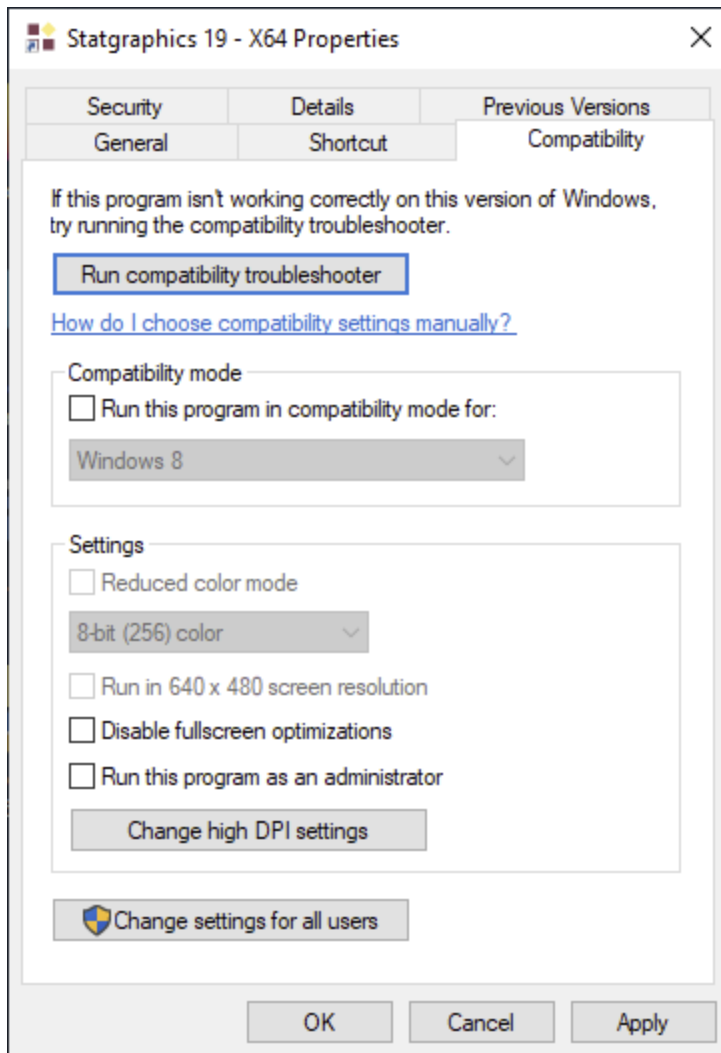 Statgraphics 19 - X64 Properties
Security Details Previous Versions
General Shortcut Compatibility
If this program isn't working correctly on this version of Windows,
try running the compatibility troubleshooter.
Run compatibility troubleshooter
How do I choose compatibility settings manually?
Compatibility mode
Run this program in compatibility mode for:
Windows 8
Settings
Reduced color mode
8-bit (256) color
Run in 640 x 480 screen resolution
Disable fullscreen optimizations
Run this program as an administrator
Change high DPI settings
Change settings for all users
OK Cancel Apply